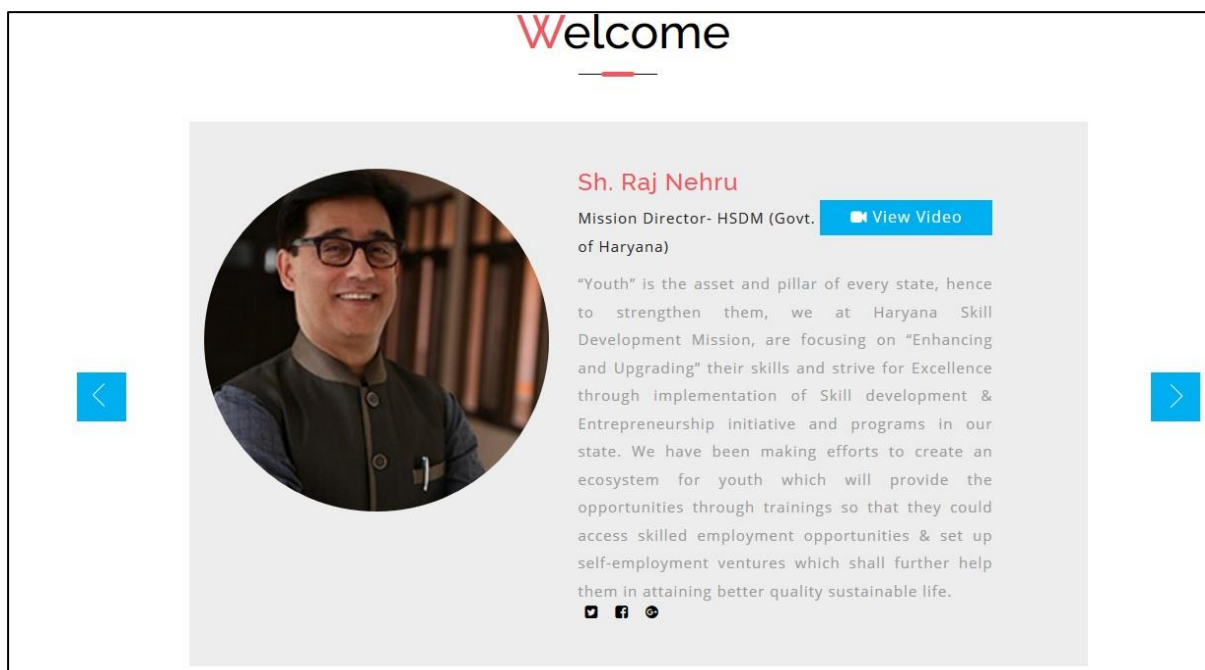 Welcome
Sh. Raj Nehru
Mission Director- HSDM (Govt.
of Haryana)
View Video
“Youth” is the asset and pillar of every state, hence
to strengthen them, we at Haryana Skill
Development Mission, are focusing on “Enhancing
and Upgrading” their skills and strive for Excellence
through implementation of Skill development &
Entrepreneurship initiative and programs in our
state. We have been making efforts to create an
ecosystem for youth which will provide the
opportunities through trainings so that they could
access skilled employment opportunities & set up
self-employment ventures which shall further help
them in attaining better quality sustainable life.